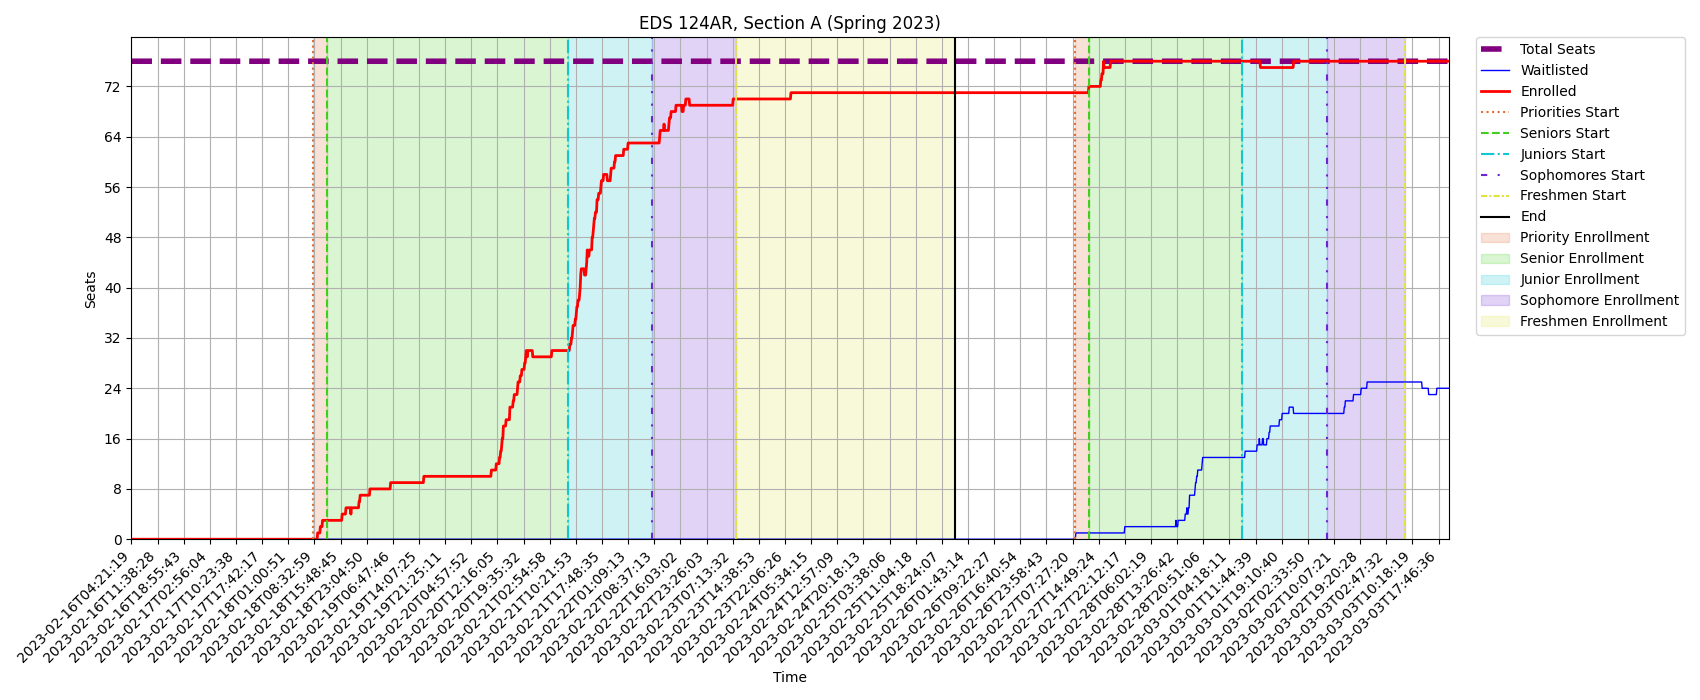 EDS 124AR, Section A (Spring 2023)
Seats
72
64
56
48
40
32
24
16
8
0
2023-02-16T04:21:19
2023-02-16T11:38:28
2023-02-16T18:55:43
2023-02-17T02:56:04
2023-02-17T10:23:38
2023-02-17T17:42:17
2023-02-18T01:00:51
2023-02-18T08:32:59
2023-02-18T15:48:45
2023-02-18T23:04:50
2023-02-19T06:47:46
2023-02-19T14:07:25
2023-02-19T21:25:11
2023-02-20T04:57:52
2023-02-20T12:16:05
2023-02-20T19:35:32
2023-02-21T02:54:58
2023-02-21T10:21:53
2023-02-21T17:48:35
2023-02-22T01:09:13
2023-02-22T08:37:13
2023-02-22T16:03:02
2023-02-22T23:26:03
2023-02-23T07:13:32
2023-02-23T14:38:53
2023-02-23T22:06:26
2023-02-24T05:34:15
2023-02-24T12:57:09
2023-02-24T20:18:13
2023-02-25T03:38:06
2023-02-25T11:04:18
2023-02-25T18:24:07
2023-02-26T01:43:14
2023-02-26T09:22:27
2023-02-26T16:40:54
2023-02-26T23:58:43
2023-02-27T07:27:20
2023-02-27T14:49:24
2023-02-27T22:12:17
2023-02-28T06:02:19
2023-02-28T13:26:42
2023-02-28T20:51:06
2023-03-01T04:18:11
2023-03-01T11:44:39
2023-03-01T19:10:40
2023-03-02T02:33:50
2023-03-02T10:07:21
2023-03-02T19:20:28
2023-03-03T02:47:32
2023-03-03T10:18:19
2023-03-03T17:46:36
Time
Total Seats
Waitlisted
Enrolled
Priorities Start
Seniors Start
Juniors Start
Sophomores Start
Freshmen Start
End
Priority Enrollment
Senior Enrollment
Junior Enrollment
Sophomore Enrollment
Freshmen Enrollment